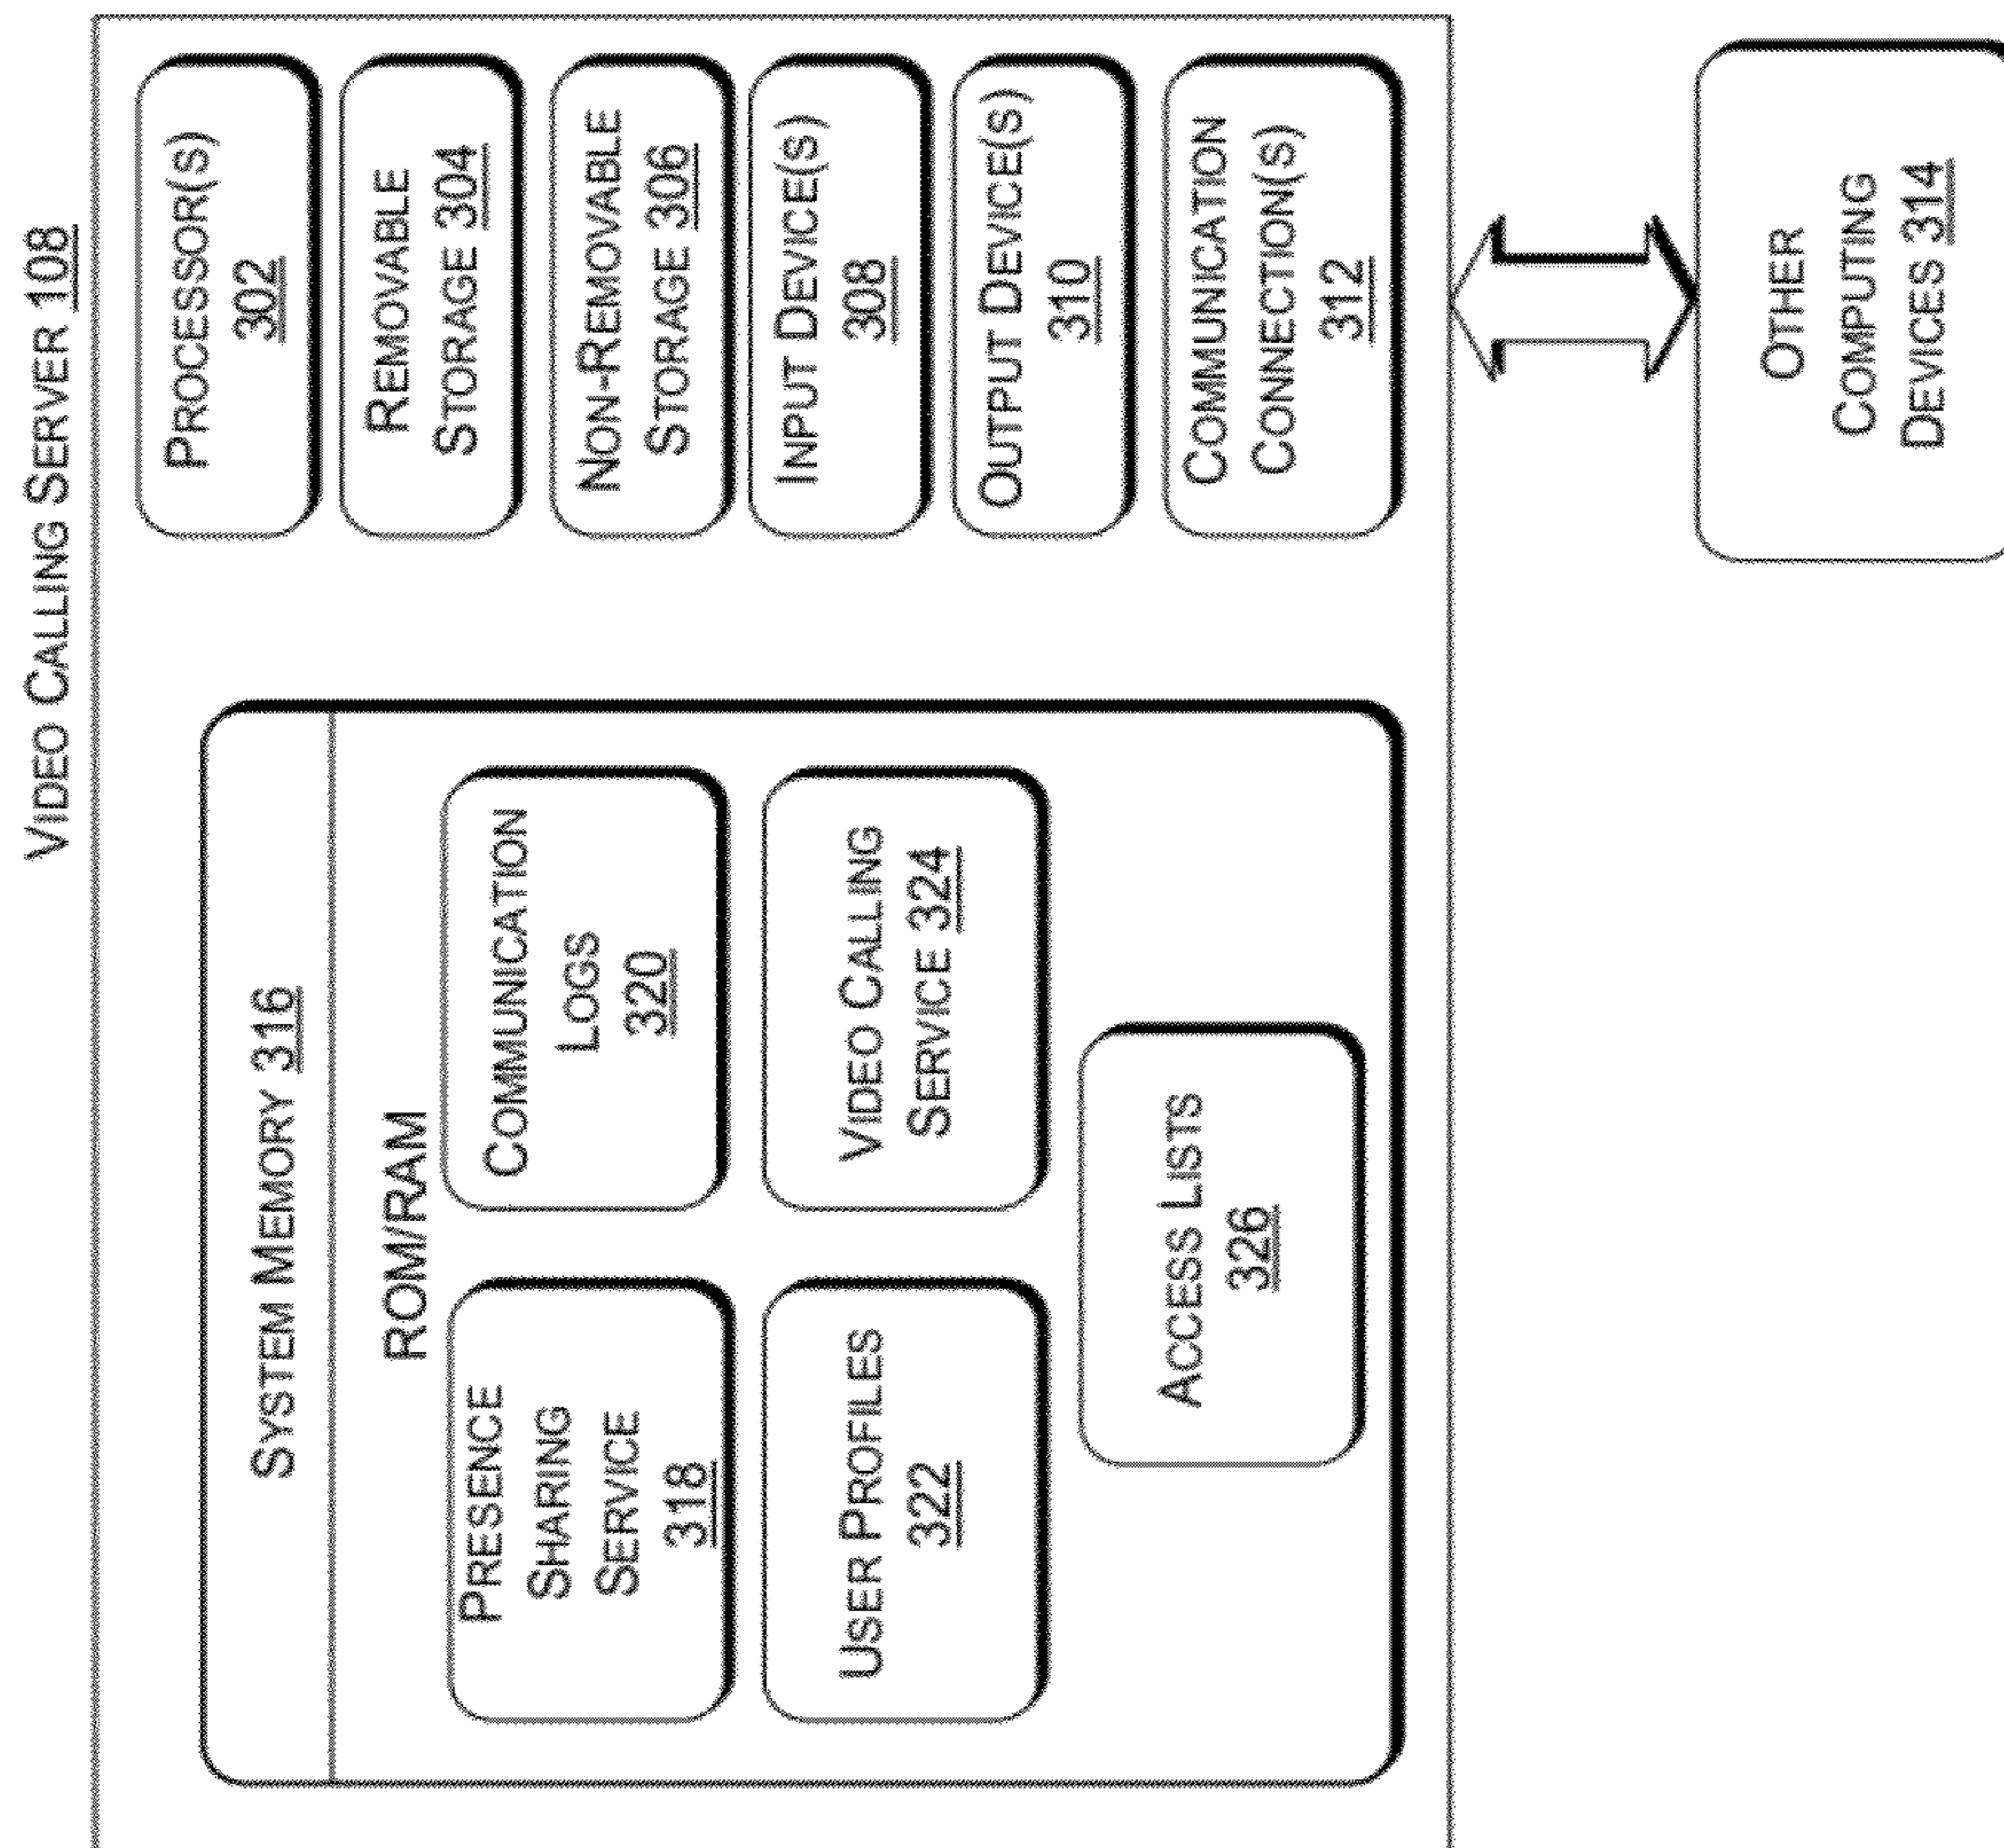 VIDEO CALLING SERVER 108
SYSTEM MEMORY 316
ROM/RAM
PRESENCE
SHARING
SERVICE
318
COMMUNICATION
LOGS
320
USER PROFILES
322
VIDEO CALLING
SERVICE 324
ACCESS LISTS
326
PROCESSOR(S)
302
REMOVABLE
STORAGE 304
NON-REMOVABLE
STORAGE 306
INPUT DEVICE(S)
308
OUTPUT DEVICE(S)
310
COMMUNICATION
CONNECTION(S)
312
OTHER
COMPUTING
DEVICES 314